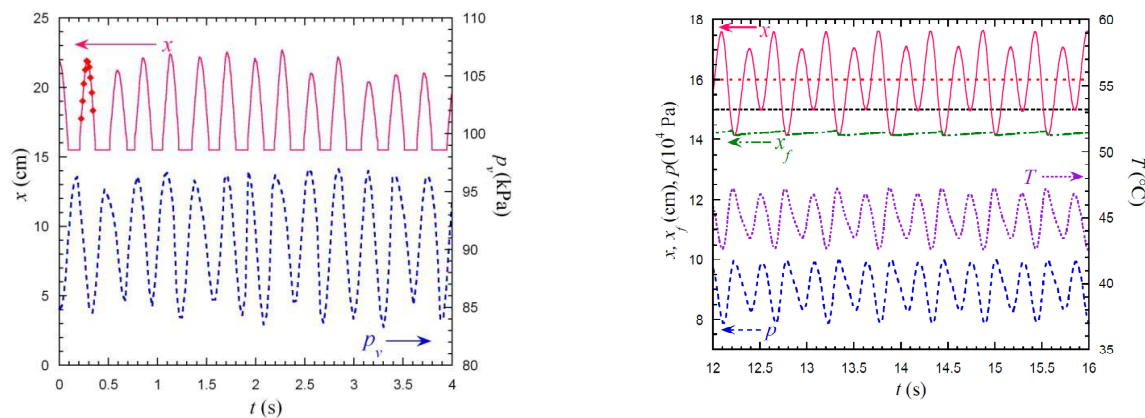 25
20
15
10
5
0
x (cm)
0 0.5 1 1.5 2 2.5 3 3.5 4
t (s)
110
105
100
95
90
85
80
p_v (kPa)
x
p_v
18
16
14
12
10
8
x, x_f (cm), p(10^4 Pa)
12 12.5 13 13.5 14 14.5 15 15.5 16
t (s)
60
55
50
45
40
35
T(°C)
x
x_f
T
p